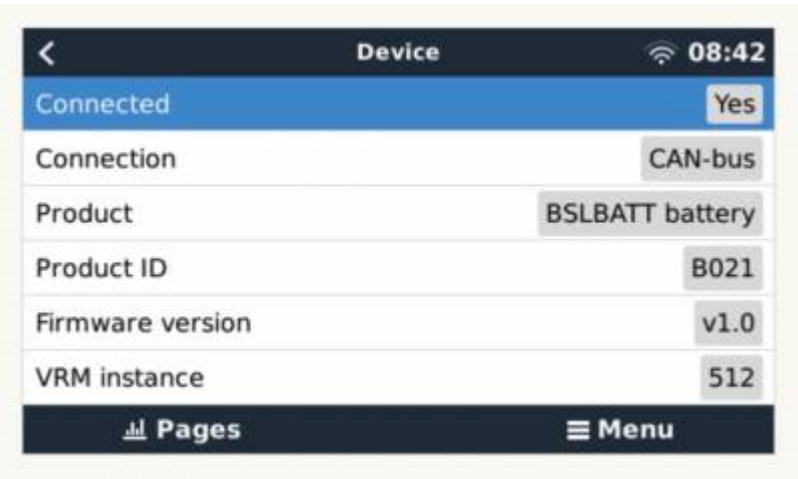 Device 08:42
Connected Yes
Connection CAN-bus
Product BSLBATT battery
Product ID B021
Firmware version v1.0
VRM instance 512
Pages Menu